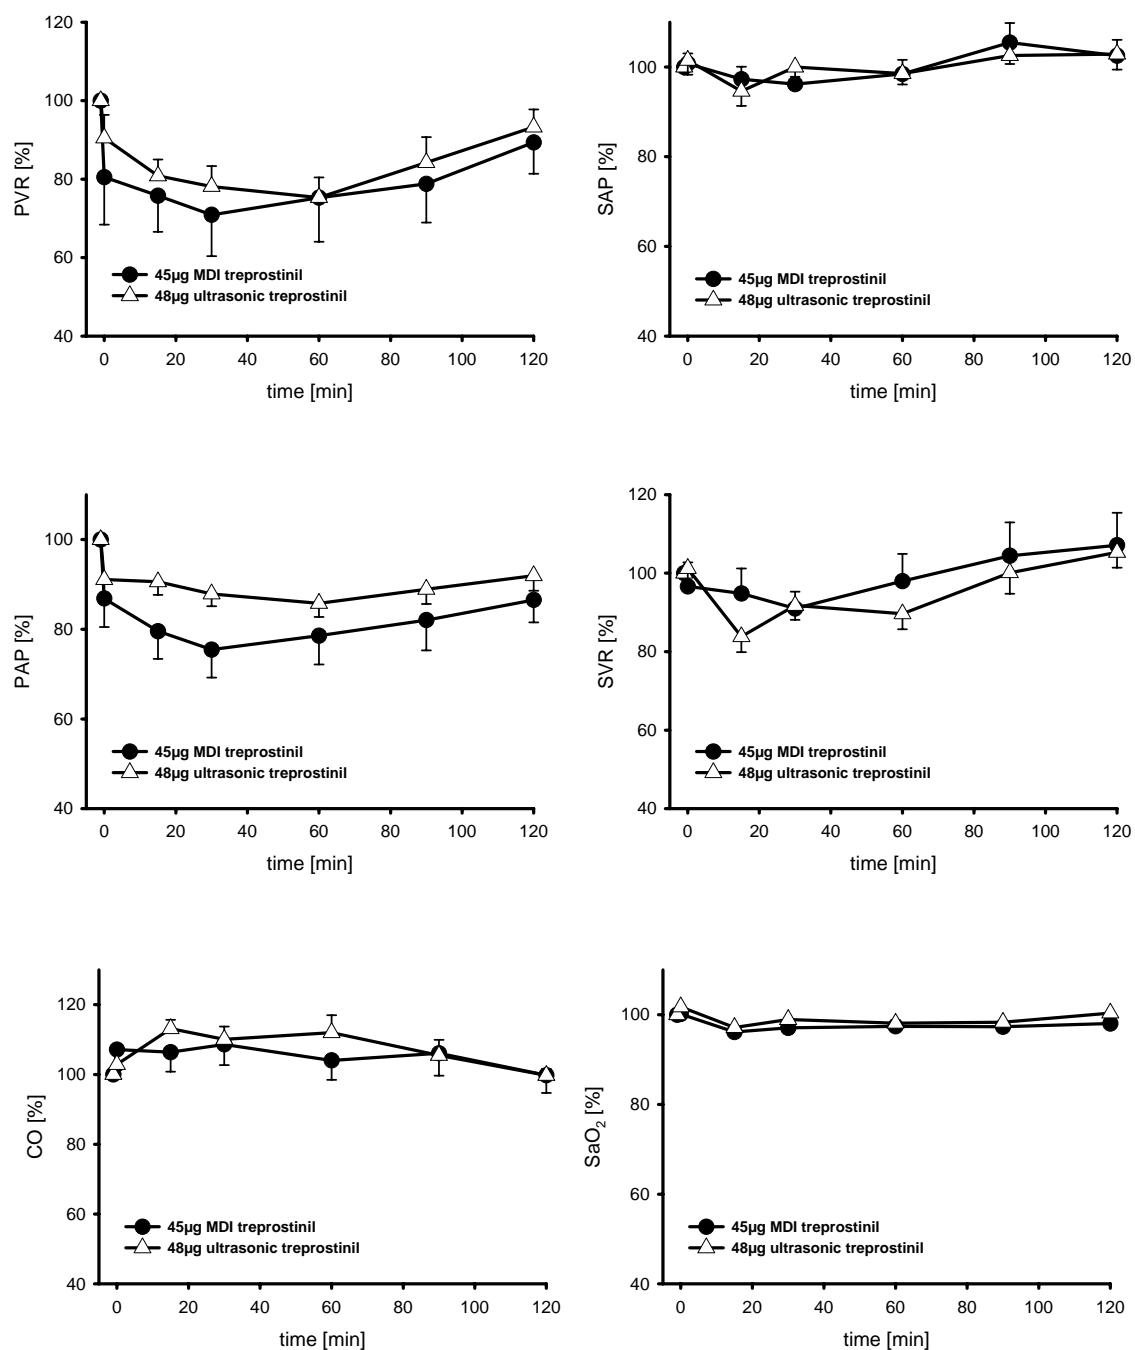 120
100
80
60
40
PVR [%]
45µg MDI treprostinil
48µg ultrasonic treprostinil
0 20 40 60 80 100 120
time [min]
100
80
60
40
SAP [%]
45µg MDI treprostinil
48µg ultrasonic treprostinil
0 20 40 60 80 100 120
time [min]
100
80
60
40
PAP [%]
45µg MDI treprostinil
48µg ultrasonic treprostinil
0 20 40 60 80 100 120
time [min]
120
100
80
60
40
SVR [%]
45µg MDI treprostinil
48µg ultrasonic treprostinil
0 20 40 60 80 100 120
time [min]
120
100
80
60
40
CO [%]
45µg MDI treprostinil
48µg ultrasonic treprostinil
0 20 40 60 80 100 120
time [min]
100
80
60
40
SaO₂ [%]
45µg MDI treprostinil
48µg ultrasonic treprostinil
0 20 40 60 80 100 120
time [min]